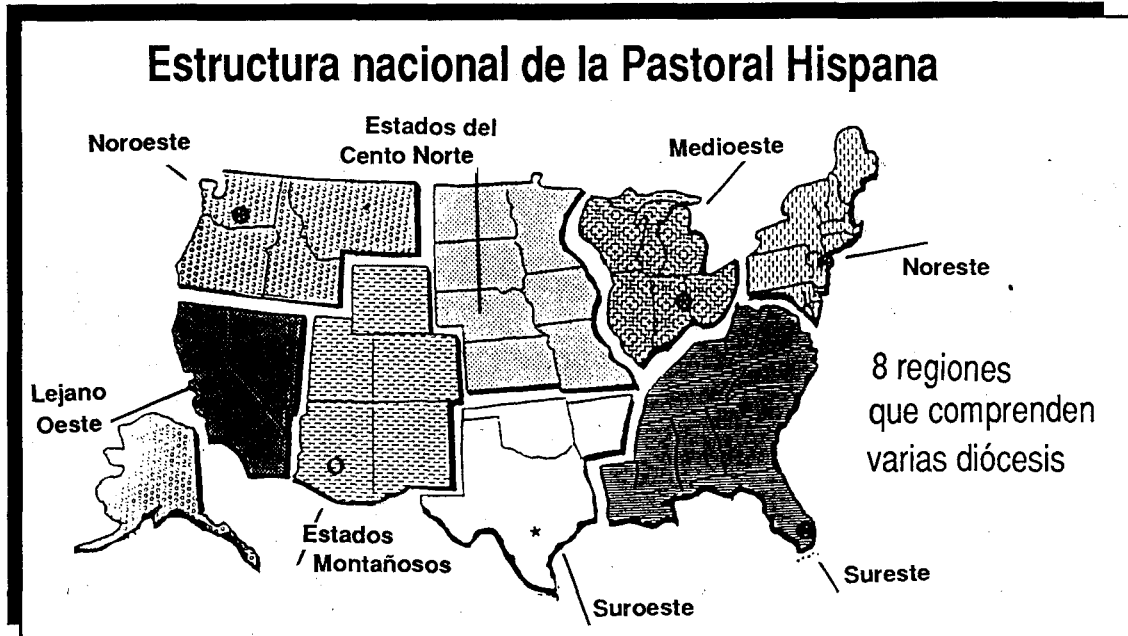 Estructura nacional de la Pastoral Hispana
Noroeste
Estados del
Cento Norte
Medioeste
Noreste
8 regiones
que comprenden
varias diócesis
Lejano
Oeste
Estados
Montañosos
Suroeste
Sureste